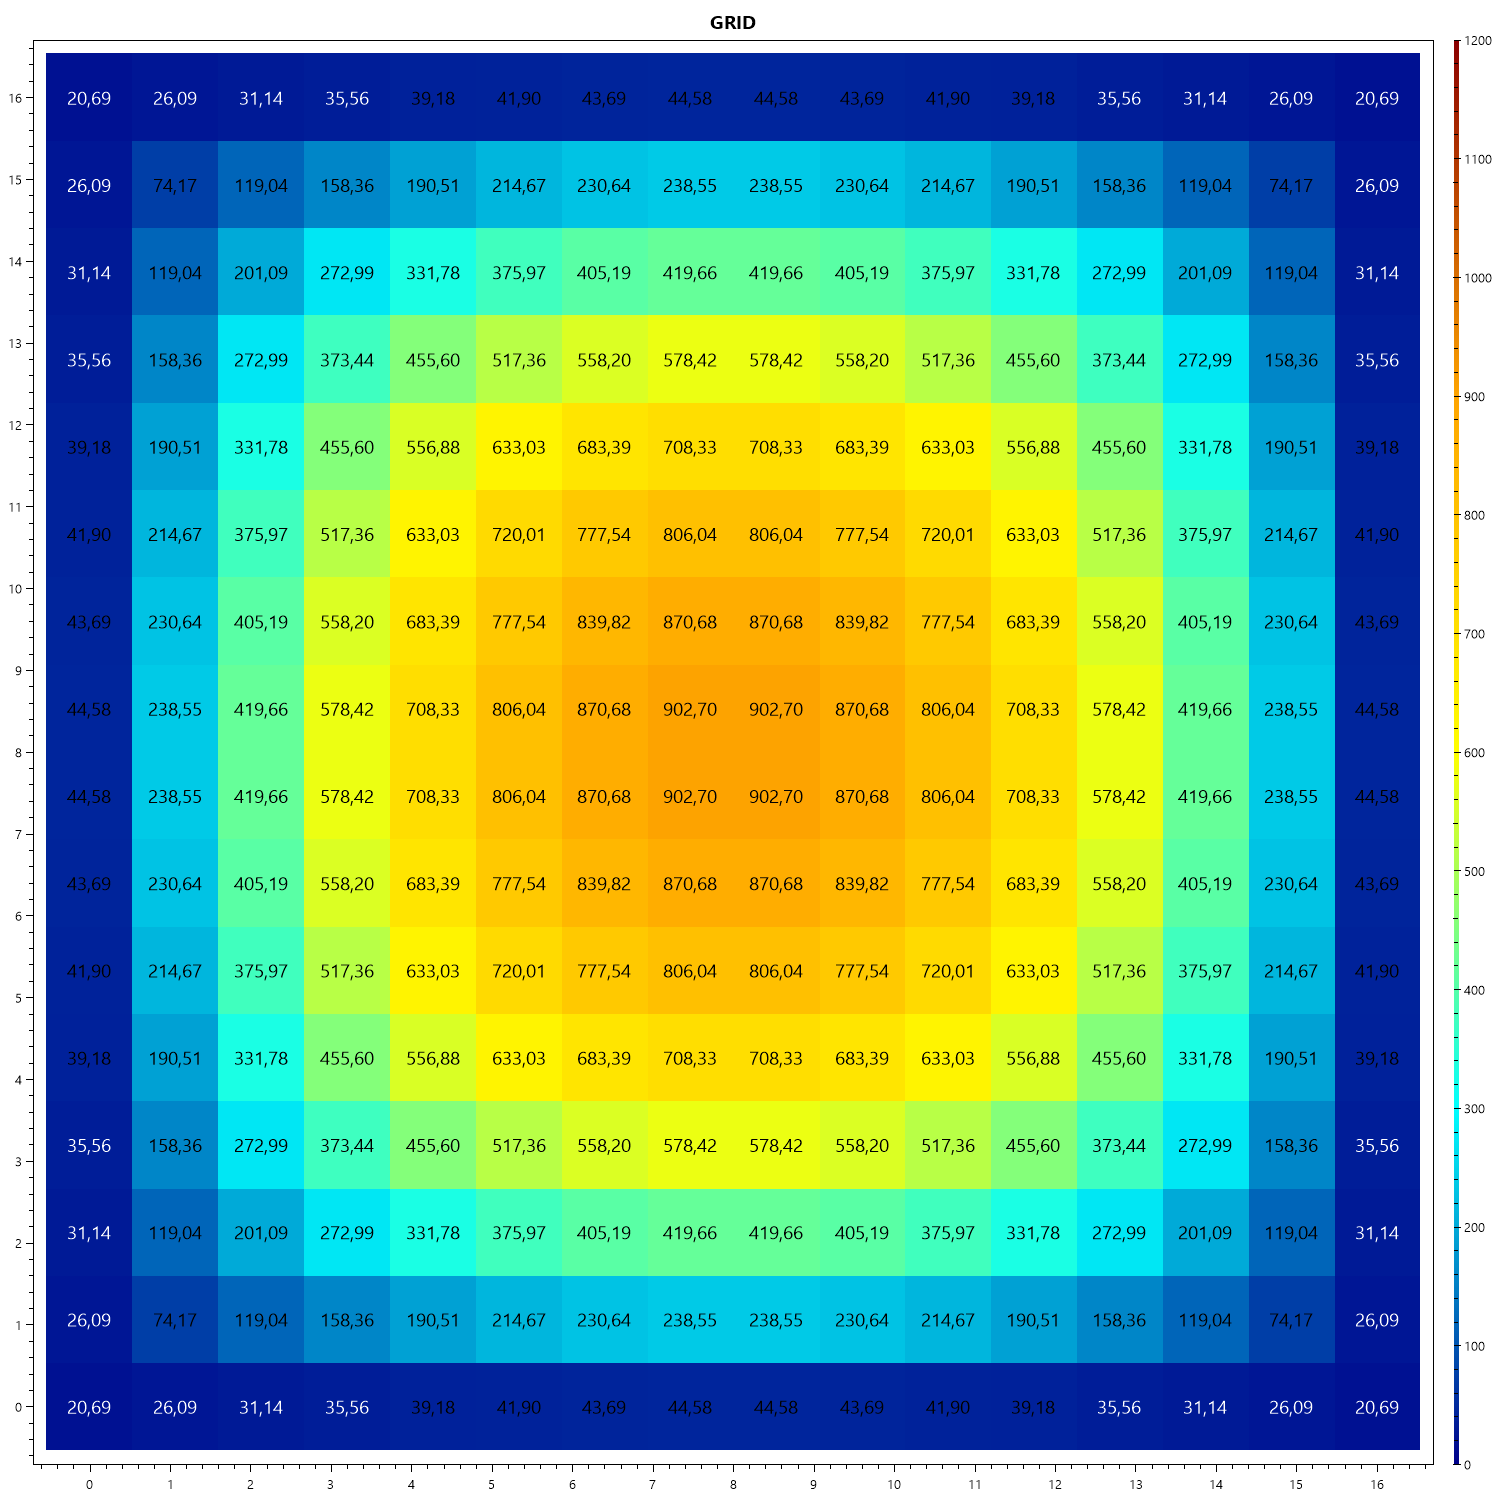 GRID
20,69 26,09 31,14 35,56 39,18 41,90 43,69 44,58 44,58 43,69 41,90 39,18 35,56 31,14 26,09 20,69
26,09 74,17 119,04 158,36 190,51 214,67 230,64 238,55 238,55 230,64 214,67 190,51 158,36 119,04 74,17 26,09
31,14 119,04 201,09 272,99 331,78 375,97 405,19 419,66 419,66 405,19 375,97 331,78 272,99 201,09 119,04 31,14
35,56 158,36 272,99 373,44 455,60 517,36 558,20 578,42 578,42 558,20 517,36 455,60 373,44 272,99 158,36 35,56
39,18 190,51 331,78 455,60 556,88 633,03 683,39 708,33 708,33 683,39 633,03 556,88 455,60 331,78 190,51 39,18
41,90 214,67 375,97 517,36 633,03 720,01 777,54 806,04 806,04 777,54 720,01 633,03 517,36 375,97 214,67 41,90
43,69 230,64 405,19 558,20 683,39 777,54 839,82 870,68 870,68 839,82 777,54 683,39 558,20 405,19 230,64 43,69
44,58 238,55 419,66 578,42 708,33 806,04 870,68 902,70 902,70 870,68 806,04 708,33 578,42 419,66 238,55 44,58
44,58 238,55 419,66 578,42 708,33 806,04 870,68 902,70 902,70 870,68 806,04 708,33 578,42 419,66 238,55 44,58
43,69 230,64 405,19 558,20 683,39 777,54 839,82 870,68 870,68 839,82 777,54 683,39 558,20 405,19 230,64 43,69
41,90 214,67 375,97 517,36 633,03 720,01 777,54 806,04 806,04 777,54 720,01 633,03 517,36 375,97 214,67 41,90
39,18 190,51 331,78 455,60 556,88 633,03 683,39 708,33 708,33 683,39 633,03 556,88 455,60 331,78 190,51 39,18
35,56 158,36 272,99 373,44 455,60 517,36 558,20 578,42 578,42 558,20 517,36 455,60 373,44 272,99 158,36 35,56
31,14 119,04 201,09 272,99 331,78 375,97 405,19 419,66 419,66 405,19 375,97 331,78 272,99 201,09 119,04 31,14
26,09 74,17 119,04 158,36 190,51 214,67 230,64 238,55 238,55 230,64 214,67 190,51 158,36 119,04 74,17 26,09
20,69 26,09 31,14 35,56 39,18 41,90 43,69 44,58 44,58 43,69 41,90 39,18 35,56 31,14 26,09 20,69
16
15
14
13
12
11
10
9
8
7
6
5
4
3
2
1
0
0 1 2 3 4 5 6 7 8 9 10 11 12 13 14 15 16
1200
1100
1000
900
800
700
600
500
400
300
200
100
0